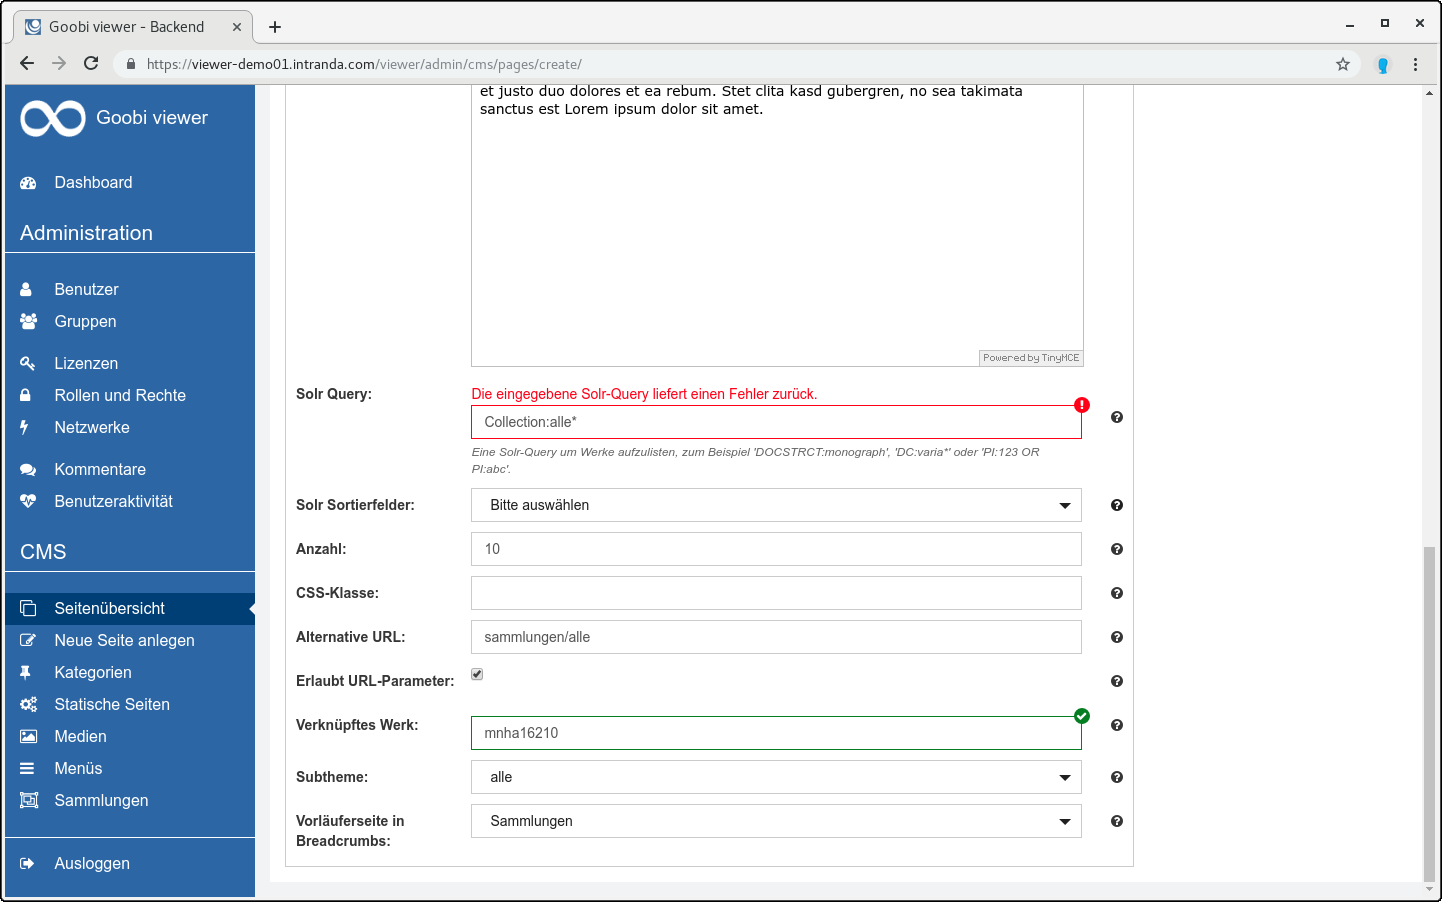 Goobi viewer - Backend
https://viewer-demo01.intranda.com/viewer/admin/cms/pages/create/
Goobi viewer
Dashboard
Administration
Benutzer
Gruppen
Lizenzen
Rollen und Rechte
Netzwerke
Kommentare
Benutzeraktivität
CMS
Seitenübersicht
Neue Seite anlegen
Kategorien
Statische Seiten
Medien
Menüs
Sammlungen
Ausloggen
et justo duo dolores et ea rebum. Stet clita kasd gubergren, no sea takimata
sanctus est Lorem ipsum dolor sit amet.
Powered by TinyMCE
Solr Query:
Die eingegebene Solr-Query liefert einen Fehler zurück.
Collection:alle*
Eine Solr-Query um Werke aufzulisten, zum Beispiel 'DOCSTRCT:monograph', 'DC:varia*' oder 'PI:123 OR
PI:abc'.
Solr Sortierfelder:
Bitte auswählen
Anzahl:
10
CSS-Klasse:
Alternative URL:
sammlungen/alle
Erlaubt URL-Parameter:
Verknüpftes Werk:
mnha16210
Subtheme:
alle
Vorläuferseite in
Breadcrumbs:
Sammlungen